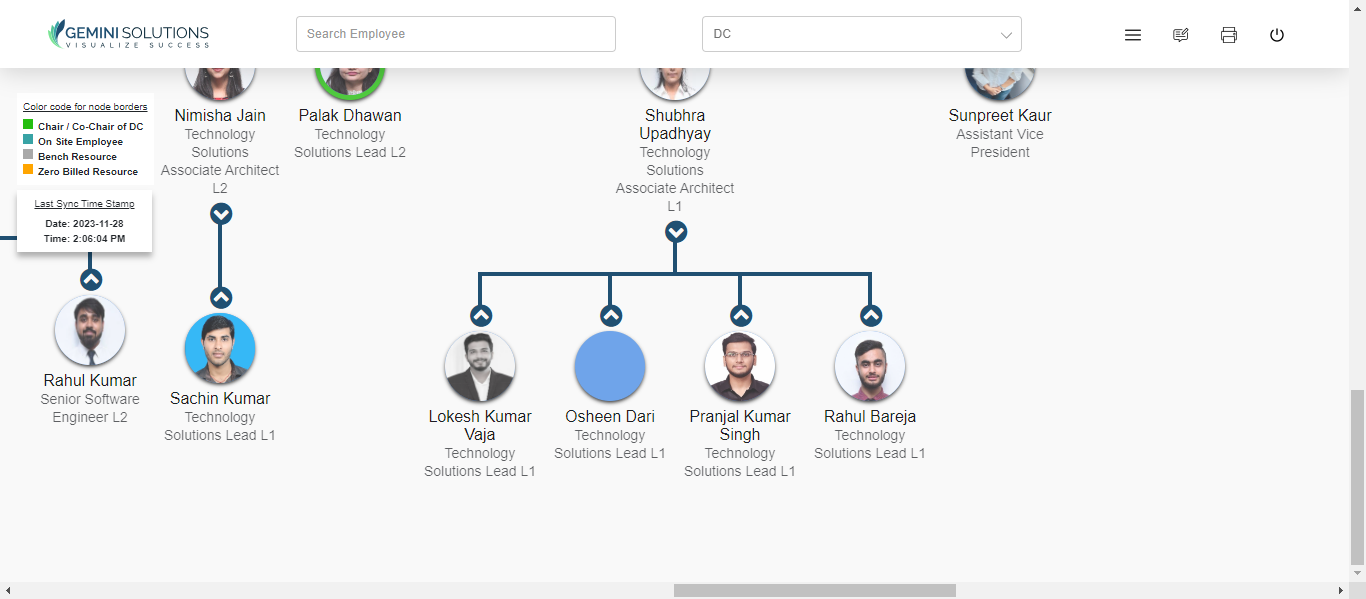 GEMINI SOLUTIONS
VISUALIZE SUCCESS
Search Employee
DC
Color code for node borders
Chair / Co-Chair of DC
On Site Employee
Bench Resource
Zero Billed Resource
Last Sync Time Stamp
Date: 2023-11-28
Time: 2:06:04 PM
Nimisha Jain
Technology
Solutions
Associate Architect
L2
Palak Dhawan
Technology
Solutions Lead L2
Shubhra
Upadhyay
Technology
Solutions
Associate Architect
L1
Sunpreet Kaur
Assistant Vice
President
Rahul Kumar
Senior Software
Engineer L2
Sachin Kumar
Technology
Solutions Lead L1
Lokesh Kumar
Vaja
Technology
Solutions Lead L1
Osheen Dari
Technology
Solutions Lead L1
Pranjal Kumar
Singh
Technology
Solutions Lead L1
Rahul Bareja
Technology
Solutions Lead L1